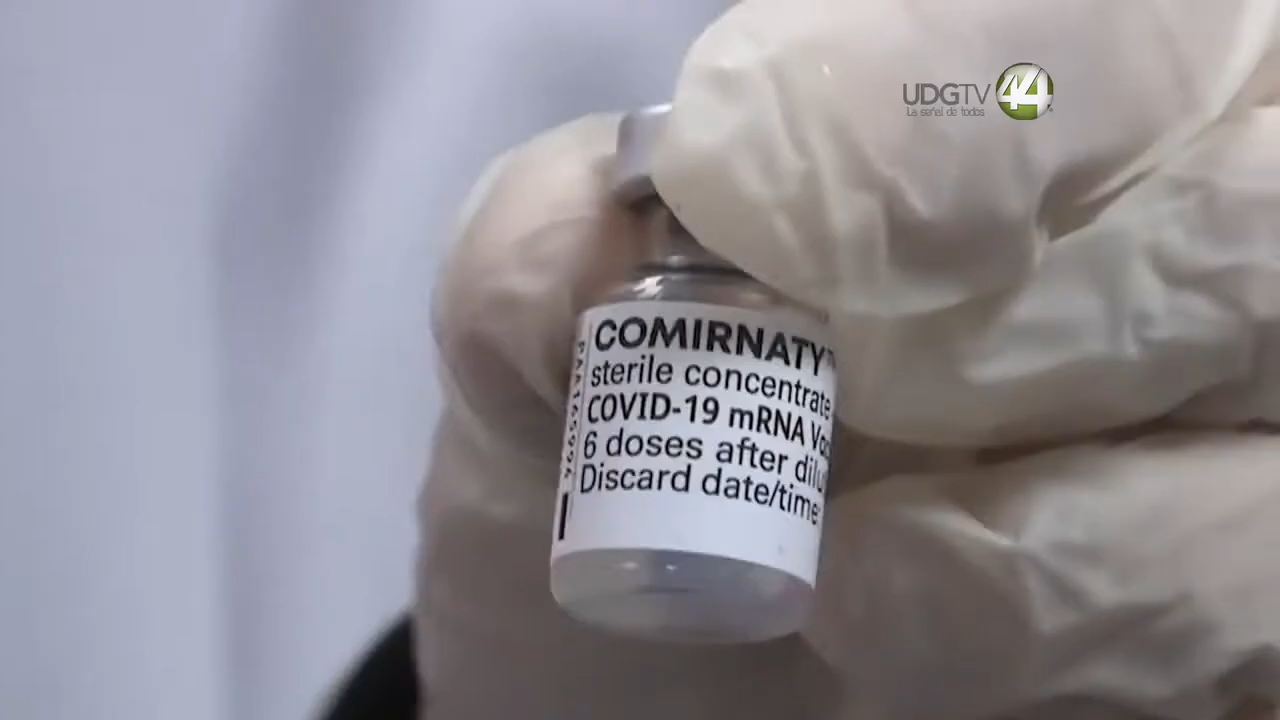 UDGTV 44
La señal de todos
COMIRNATY
sterile concentrate
COVID-19 mRNA
6 doses after
Discard date/time: